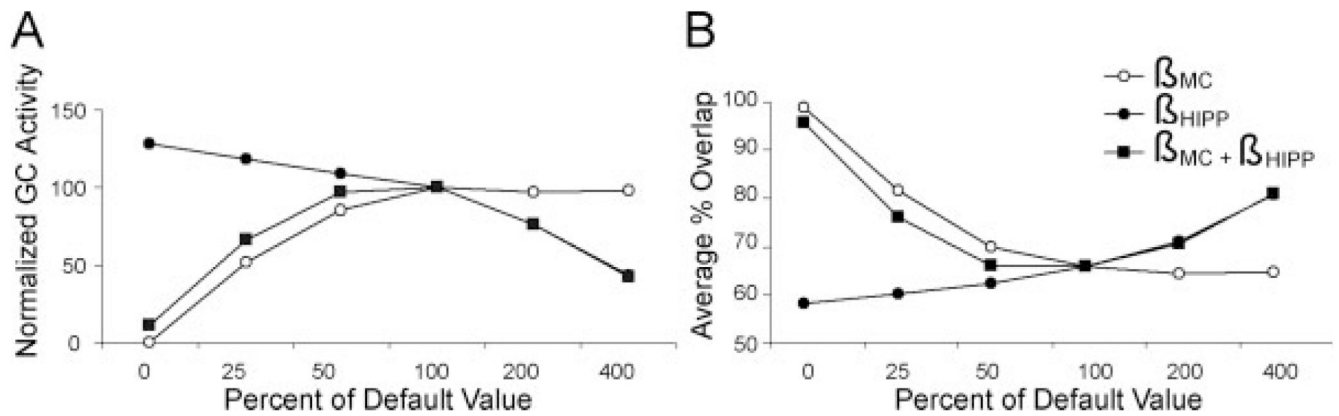 A
Normalized GC Activity
150
100
50
0
0 25 50 100 200 400
Percent of Default Value
B
ßMC
ßHIPP
ßMC + ßHIPP
Average % Overlap
100
90
80
70
60
50
0 25 50 100 200 400
Percent of Default Value